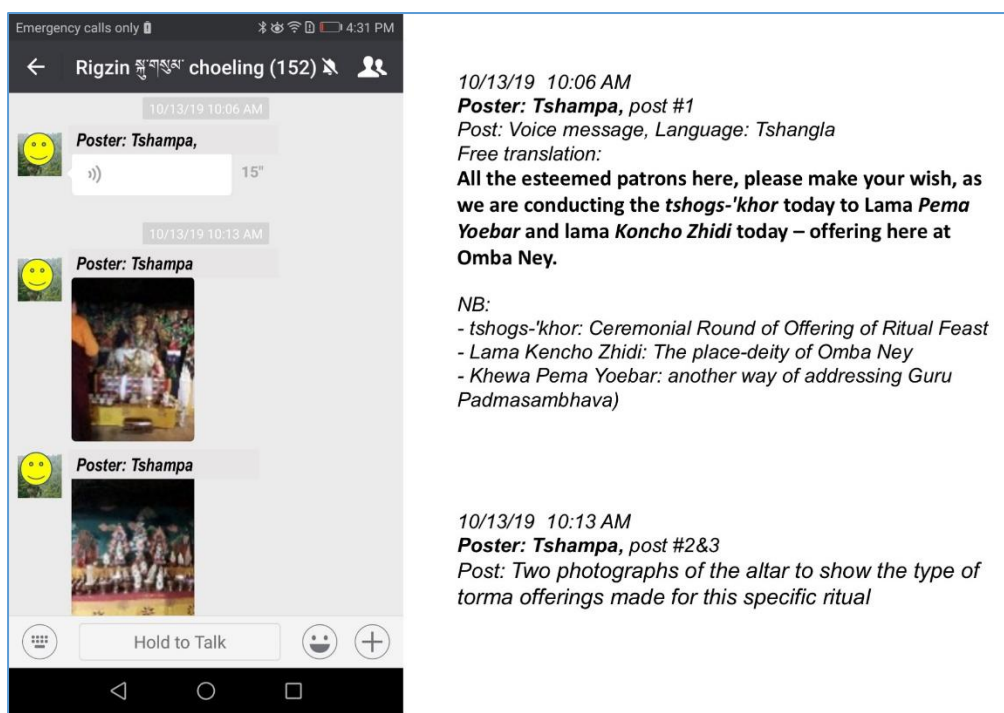 Emergency calls only
4:31 PM
Rigzin སྐུ་གསུམ་ choeling (152)
10/13/19 10:06 AM
Poster: Tshampa,
15"
10/13/19 10:13 AM
Poster: Tshampa
Poster: Tshampa
Hold to Talk
10/13/19 10:06 AM
Poster: Tshampa, post #1
Post: Voice message, Language: Tshangla
Free translation:
All the esteemed patrons here, please make your wish, as
we are conducting the tshogs-'khor today to Lama Pema
Yoebar and lama Koncho Zhidi today – offering here at
Omba Ney.
NB:
- tshogs-'khor: Ceremonial Round of Offering of Ritual Feast
- Lama Kencho Zhidi: The place-deity of Omba Ney
- Khewa Pema Yoebar: another way of addressing Guru
Padmasambhava)
10/13/19 10:13 AM
Poster: Tshampa, post #2&3
Post: Two photographs of the altar to show the type of
torma offerings made for this specific ritual